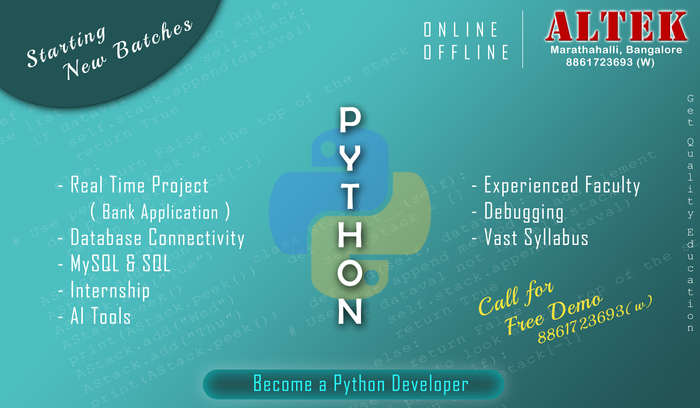 Starting
New Batches
ONLINE
OFFLINE
ALTEK
Marathahalli, Bangalore
8861723693 (W)
PYTHON
- Real Time Project
( Bank Application )
- Database Connectivity
- MySQL & SQL
- Internship
- AI Tools
- Experienced Faculty
- Debugging
- Vast Syllabus
Get Quality Education
Call for
Free Demo
8861723693( w )
Become a Python Developer